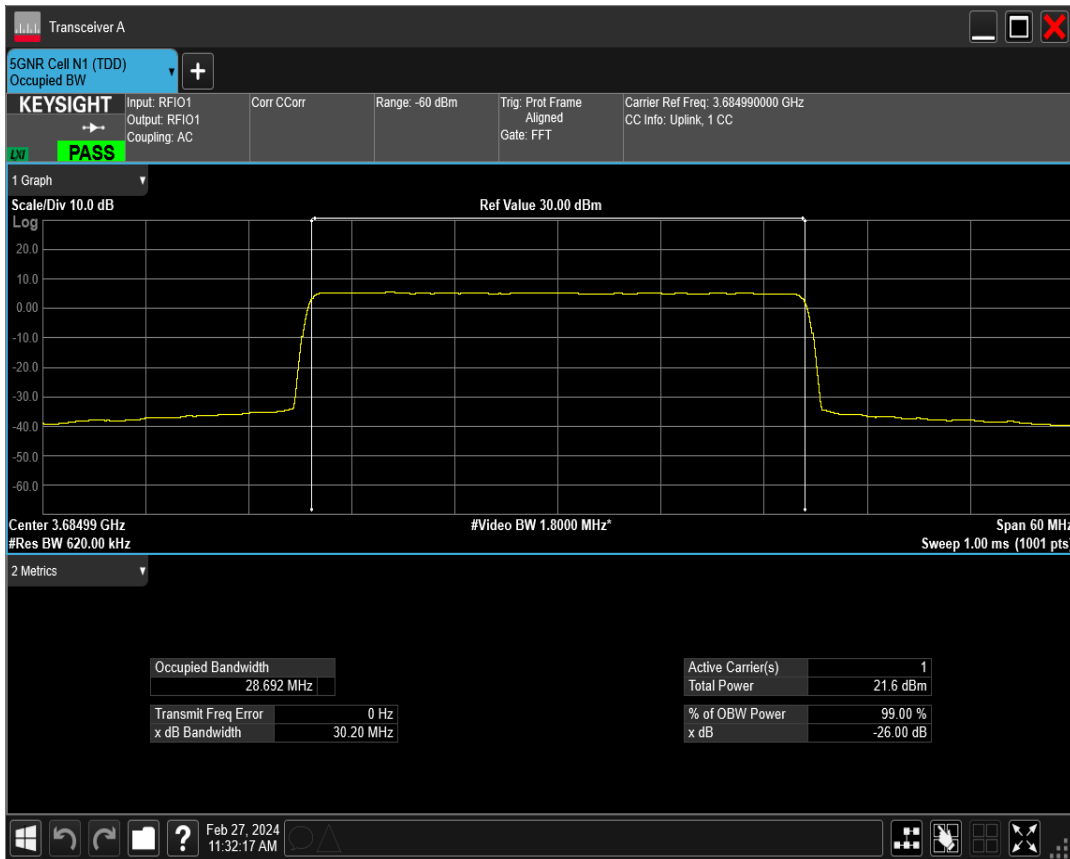 Transceiver A
5GNR Cell N1 (TDD)
Occupied BW
+
KEYSIGHT
LXI
PASS
Input: RFIO1
Output: RFIO1
Coupling: AC
Corr CCorr
Range: -60 dBm
Trig: Prot Frame
Aligned
Gate: FFT
Carrier Ref Freq: 3.684990000 GHz
CC Info: Uplink, 1 CC
1 Graph
Scale/Div 10.0 dB
Ref Value 30.00 dBm
Log
20.0
10.0
0.00
-10.0
-20.0
-30.0
-40.0
-50.0
-60.0
Center 3.68499 GHz
#Video BW 1.8000 MHz*
Span 60 MHz
#Res BW 620.00 kHz
Sweep 1.00 ms (1001 pts)
2 Metrics
Occupied Bandwidth
28.692 MHz
Transmit Freq Error 0 Hz
x dB Bandwidth 30.20 MHz
Active Carrier(s) 1
Total Power 21.6 dBm
% of OBW Power 99.00 %
x dB -26.00 dB
?
Feb 27, 2024
11:32:17 AM